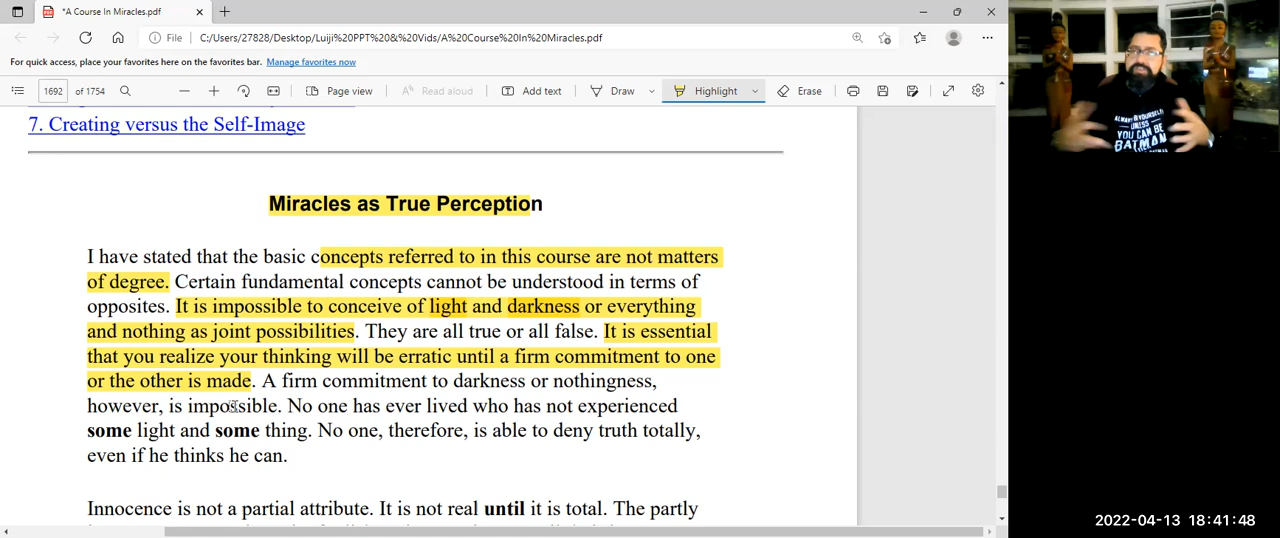 *A Course In Miracles.pdf
File C:/Users/27828/Desktop/Luiji%20PPT%20&%20Vids/A%20Course%20In%20Miracles.pdf
For quick access, place your favorites here on the favorites bar. Manage favorites now
1692 of 1754 Page view Read aloud Add text Draw Highlight Erase
7. Creating versus the Self-Image
Miracles as True Perception
I have stated that the basic concepts referred to in this course are not matters
of degree. Certain fundamental concepts cannot be understood in terms of
opposites. It is impossible to conceive of light and darkness or everything
and nothing as joint possibilities. They are all true or all false. It is essential
that you realize your thinking will be erratic until a firm commitment to one
or the other is made. A firm commitment to darkness or nothingness,
however, is impossible. No one has ever lived who has not experienced
some light and some thing. No one, therefore, is able to deny truth totally,
even if he thinks he can.
Innocence is not a partial attribute. It is not real until it is total. The partly
ALWAYS BE YOURSELF
UNLESS
YOU CAN BE
BATMAN
2022-04-13 18:41:48